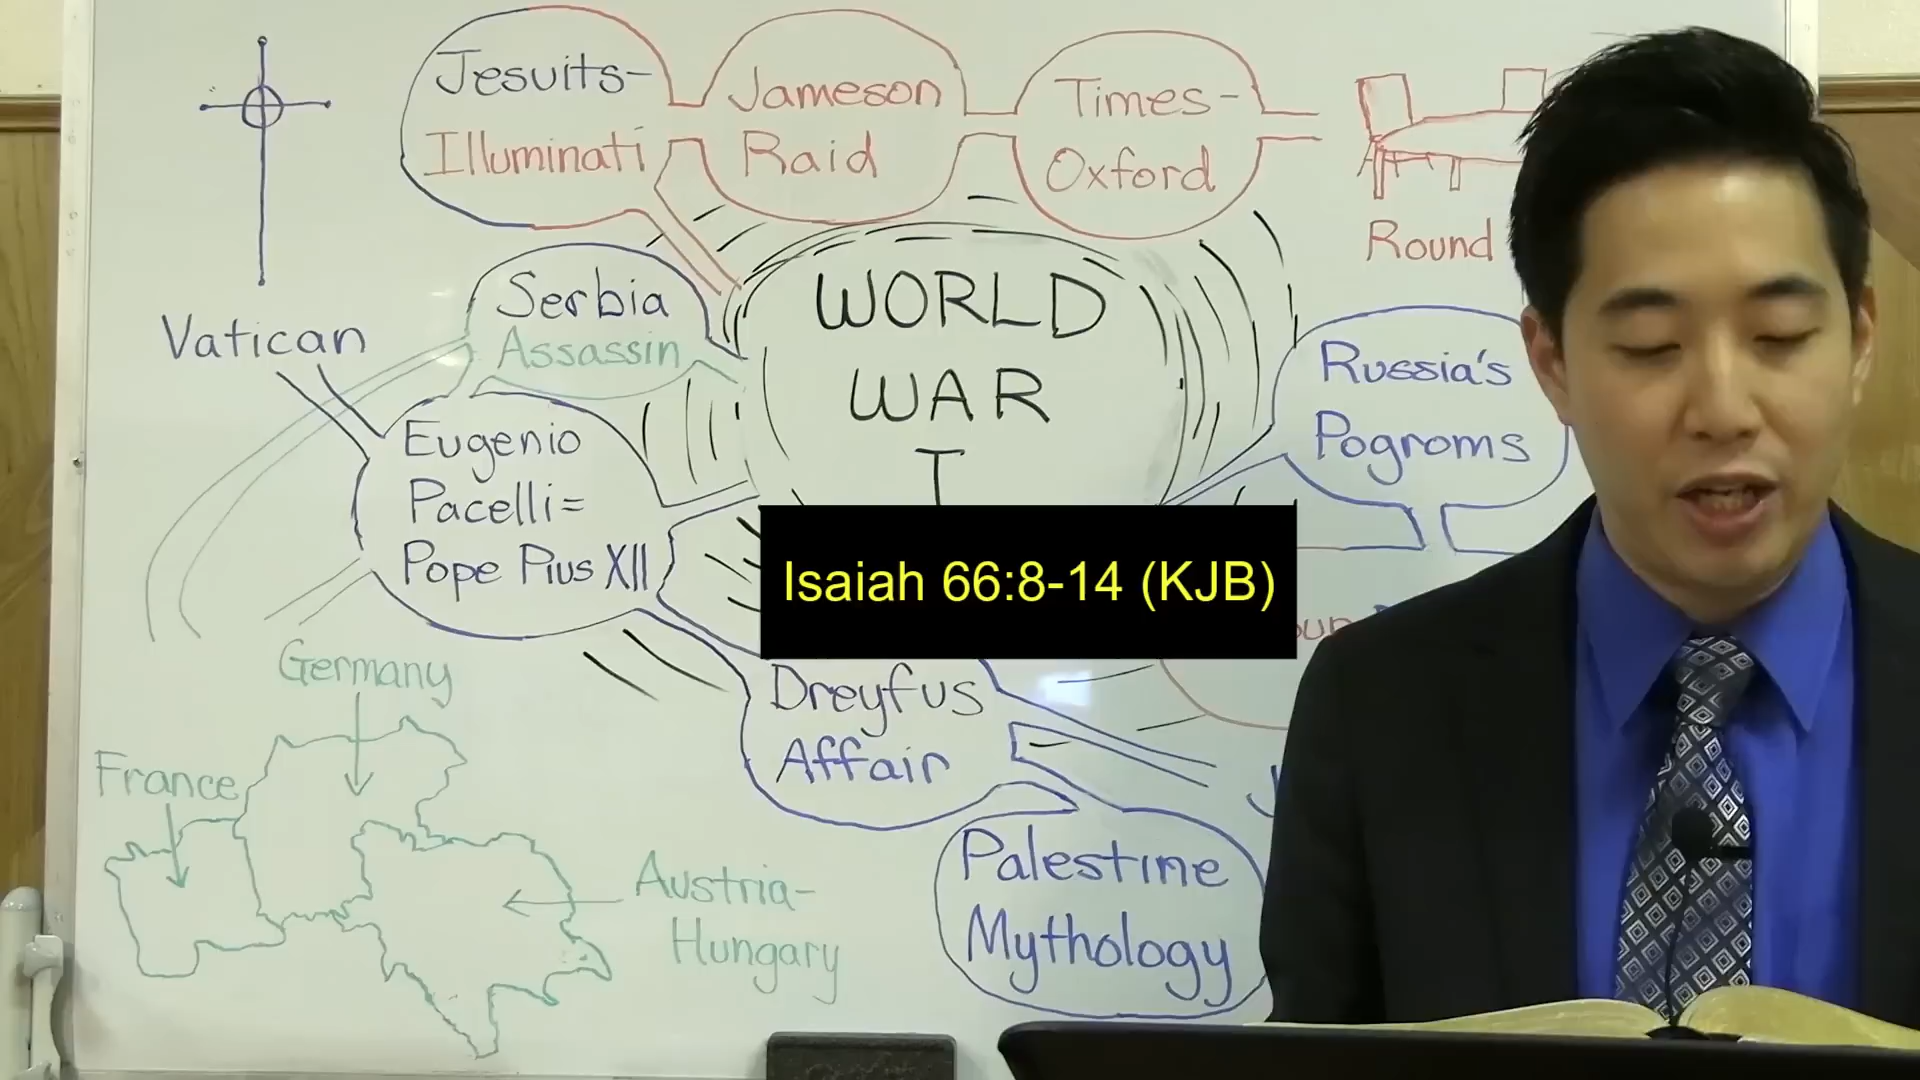 Jesuits-
Illuminati
Jameson
Raid
Times-
Oxford
Round
Serbia
Assassin
WORLD
WAR
I
Vatican
Russia's
Pogroms
Eugenio
Pacelli=
Pope Pius XII
Isaiah 66:8-14 (KJB)
Germany
Dreyfus
Affair
France
Palestine
Mythology
Austria-
Hungary